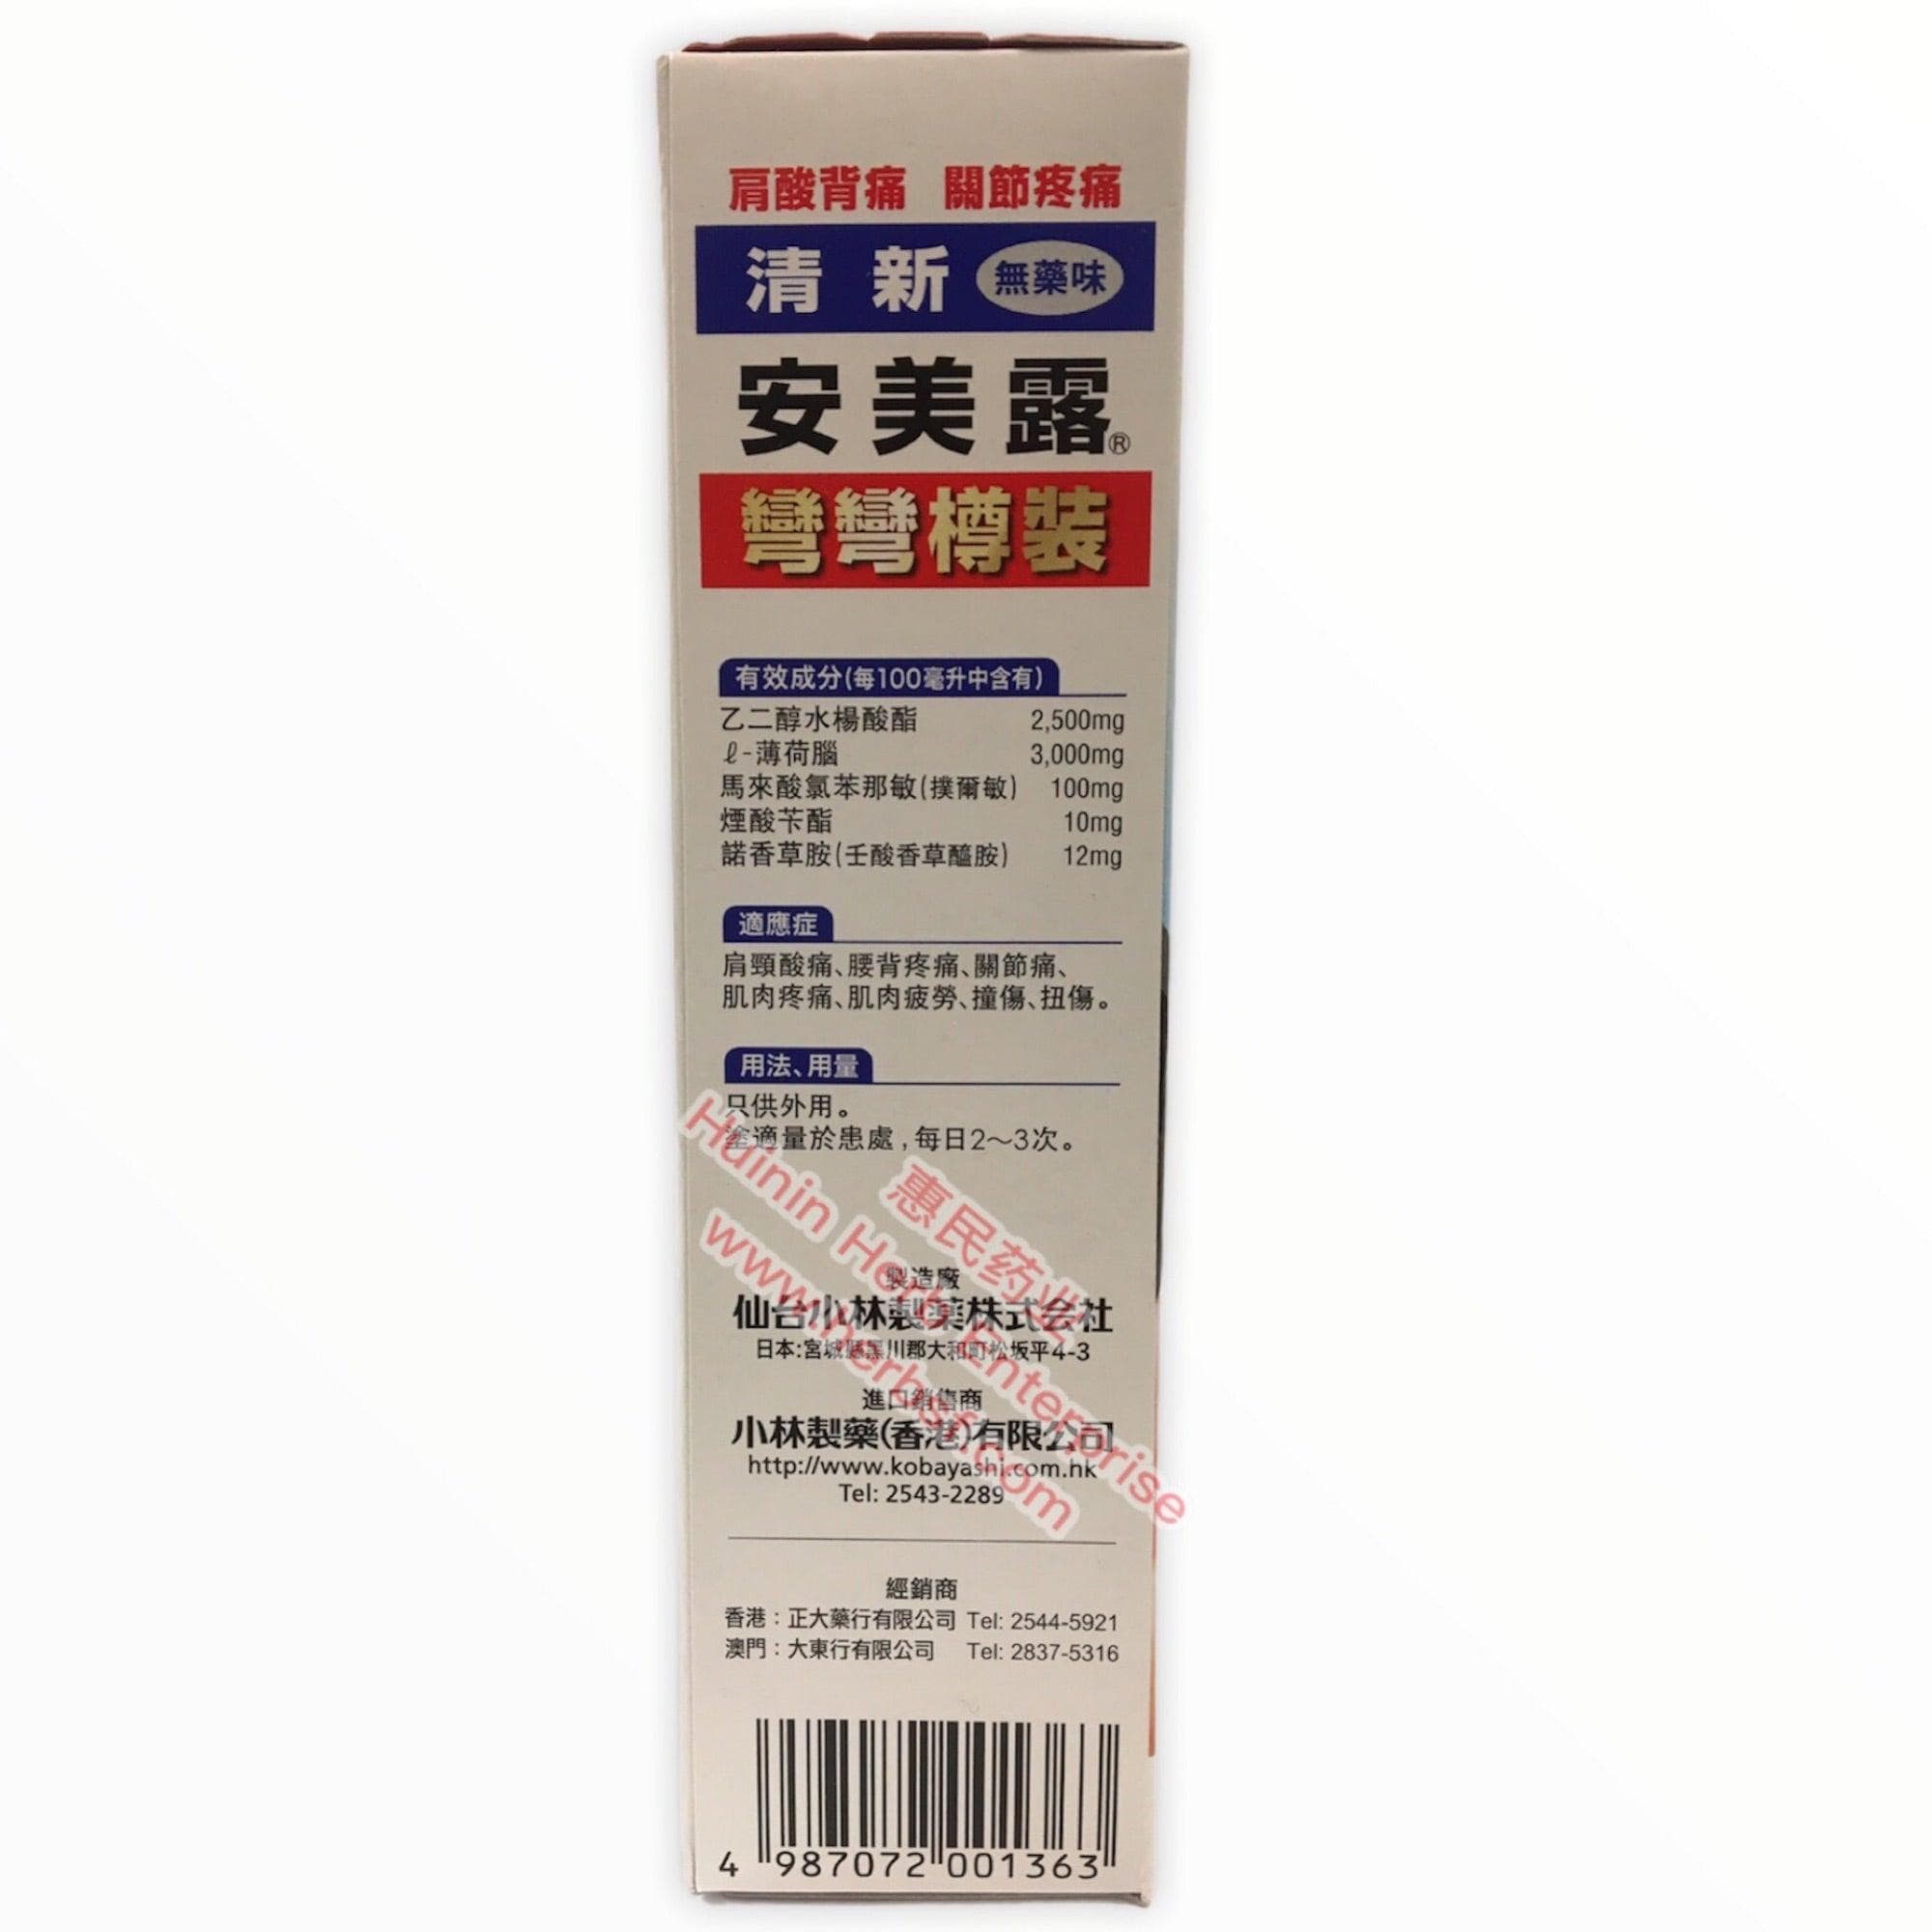 肩酸背痛 關節疼痛
清新 無藥味
安美露®
彎彎樽裝
有效成分(每100毫升中含有)
乙二醇水楊酸酯 2,500mg
ℓ-薄荷腦 3,000mg
馬來酸氯苯那敏(撲爾敏) 100mg
煙酸苄酯 10mg
諾香草胺(壬酸香草醯胺) 12mg
適應症
肩頸酸痛、腰背疼痛、關節痛、
肌肉疼痛、肌肉疲勞、撞傷、扭傷。
用法、用量
只供外用。
塗適量於患處,每日2～3次。
惠民药业
Huinin Herb Enterprise
www.herbsf.com
製造廠
仙台小林製薬株式会社
日本:宮城縣黑川郡大和町松坂平4-3
進口銷售商
小林製藥(香港)有限公司
http://www.kobayashi.com.hk
Tel: 2543-2289
經銷商
香港：正大藥行有限公司 Tel: 2544-5921
澳門：大東行有限公司 Tel: 2837-5316
4 987072 001363